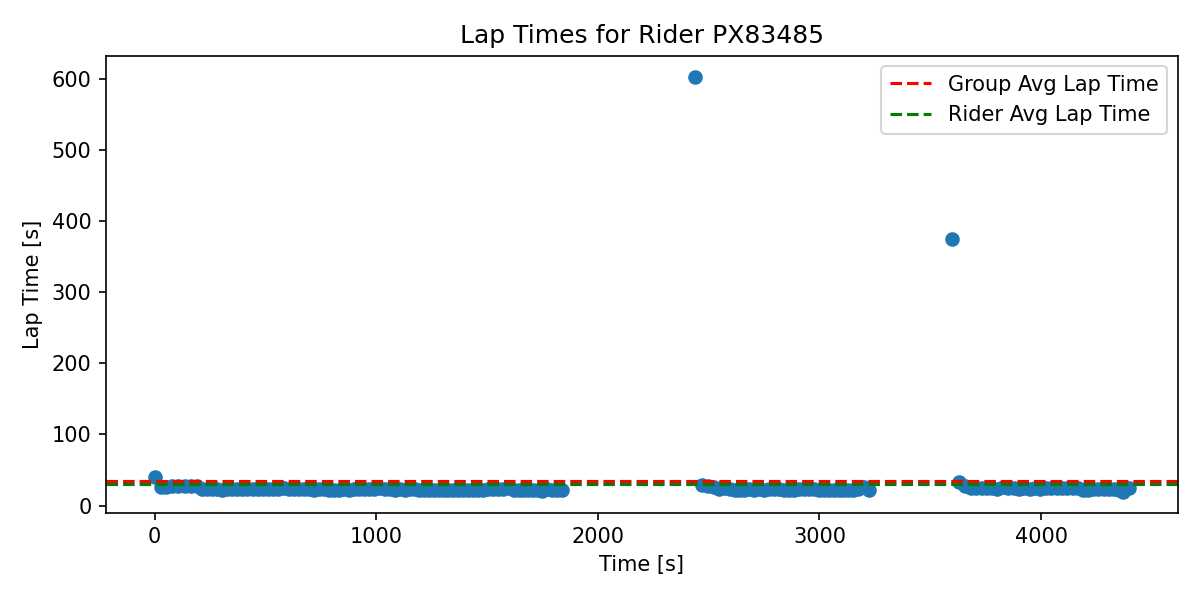 Lap Times for Rider PX83485
Group Avg Lap Time
Rider Avg Lap Time
Lap Time [s]
600
500
400
300
200
100
0
0 1000 2000 3000 4000
Time [s]